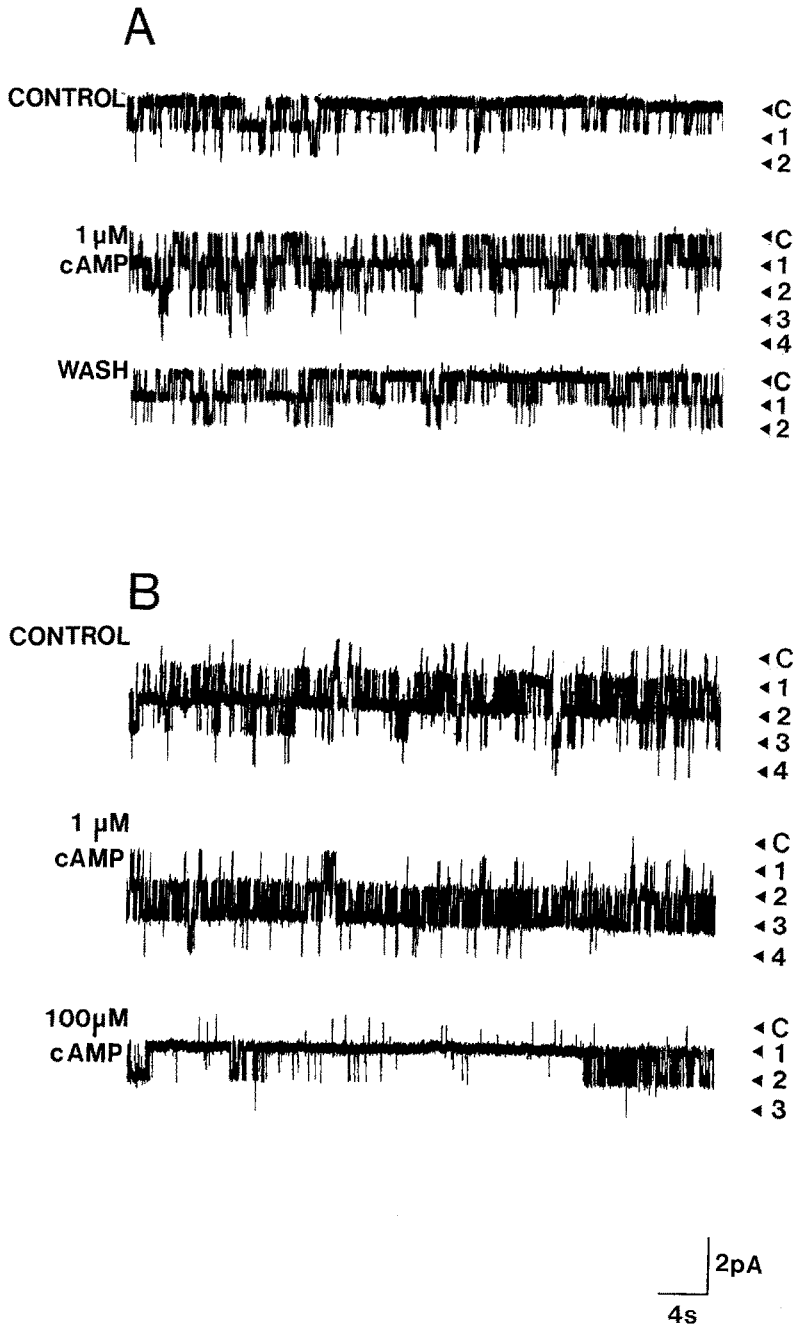 A
CONTROL
◄C
◄1
◄2
1 µM
cAMP
◄C
◄1
◄2
◄3
◄4
WASH
◄C
◄1
◄2
B
CONTROL
◄C
◄1
◄2
◄3
◄4
1 µM
cAMP
◄C
◄1
◄2
◄3
◄4
100µM
cAMP
◄C
◄1
◄2
◄3
2pA
4s